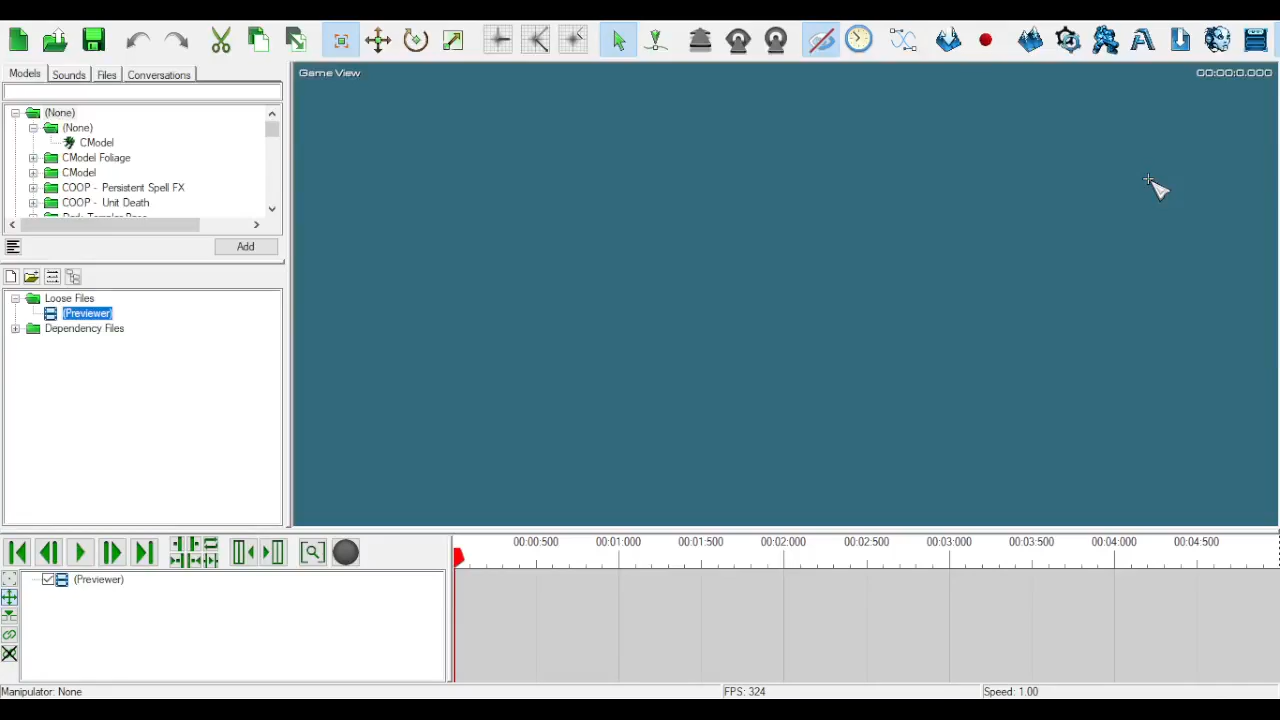 Models
Sounds
Files
Conversations
Game View
00:00:0.000
(None)
(None)
CModel
CModel Foliage
CModel
COOP - Persistent Spell FX
COOP - Unit Death
Add
Loose Files
(Previewer)
Dependency Files
00:00:500
00:01:000
00:01:500
00:02:000
00:02:500
00:03:000
00:03:500
00:04:000
00:04:500
(Previewer)
Manipulator: None
FPS: 324
Speed: 1.00